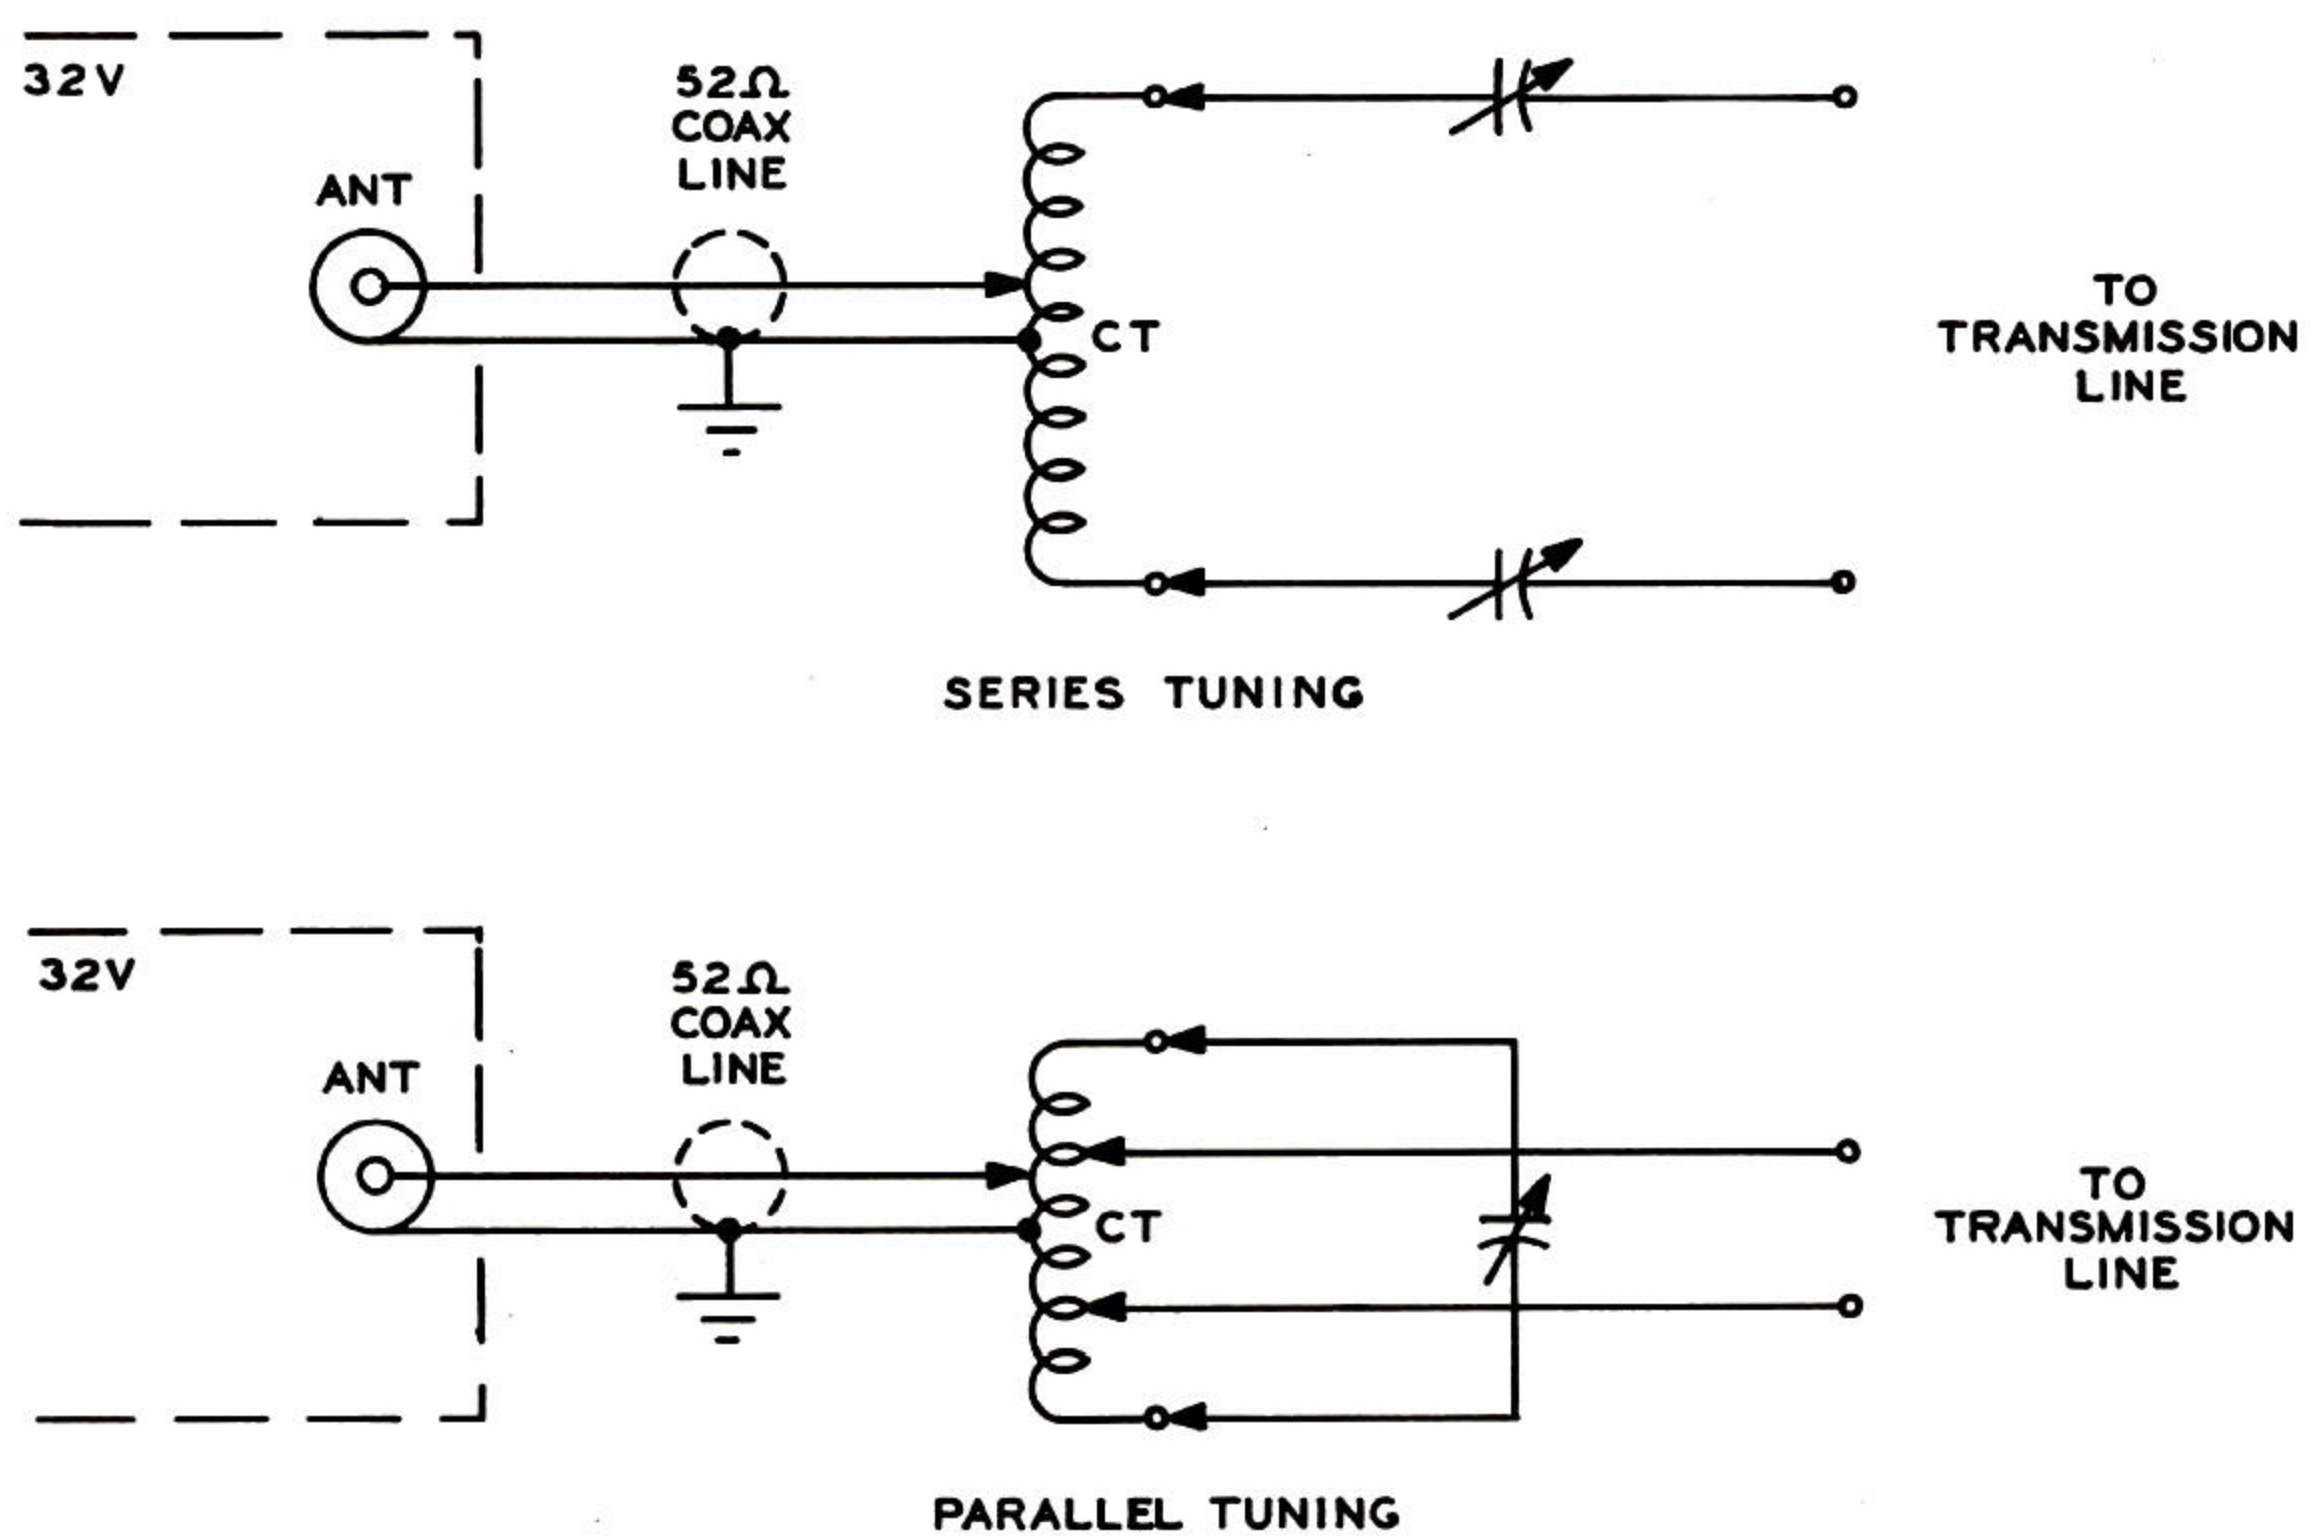 32V
52Ω
COAX
LINE
ANT
CT
TO
TRANSMISSION
LINE
SERIES TUNING
32V
52Ω
COAX
LINE
ANT
CT
TO
TRANSMISSION
LINE
PARALLEL TUNING